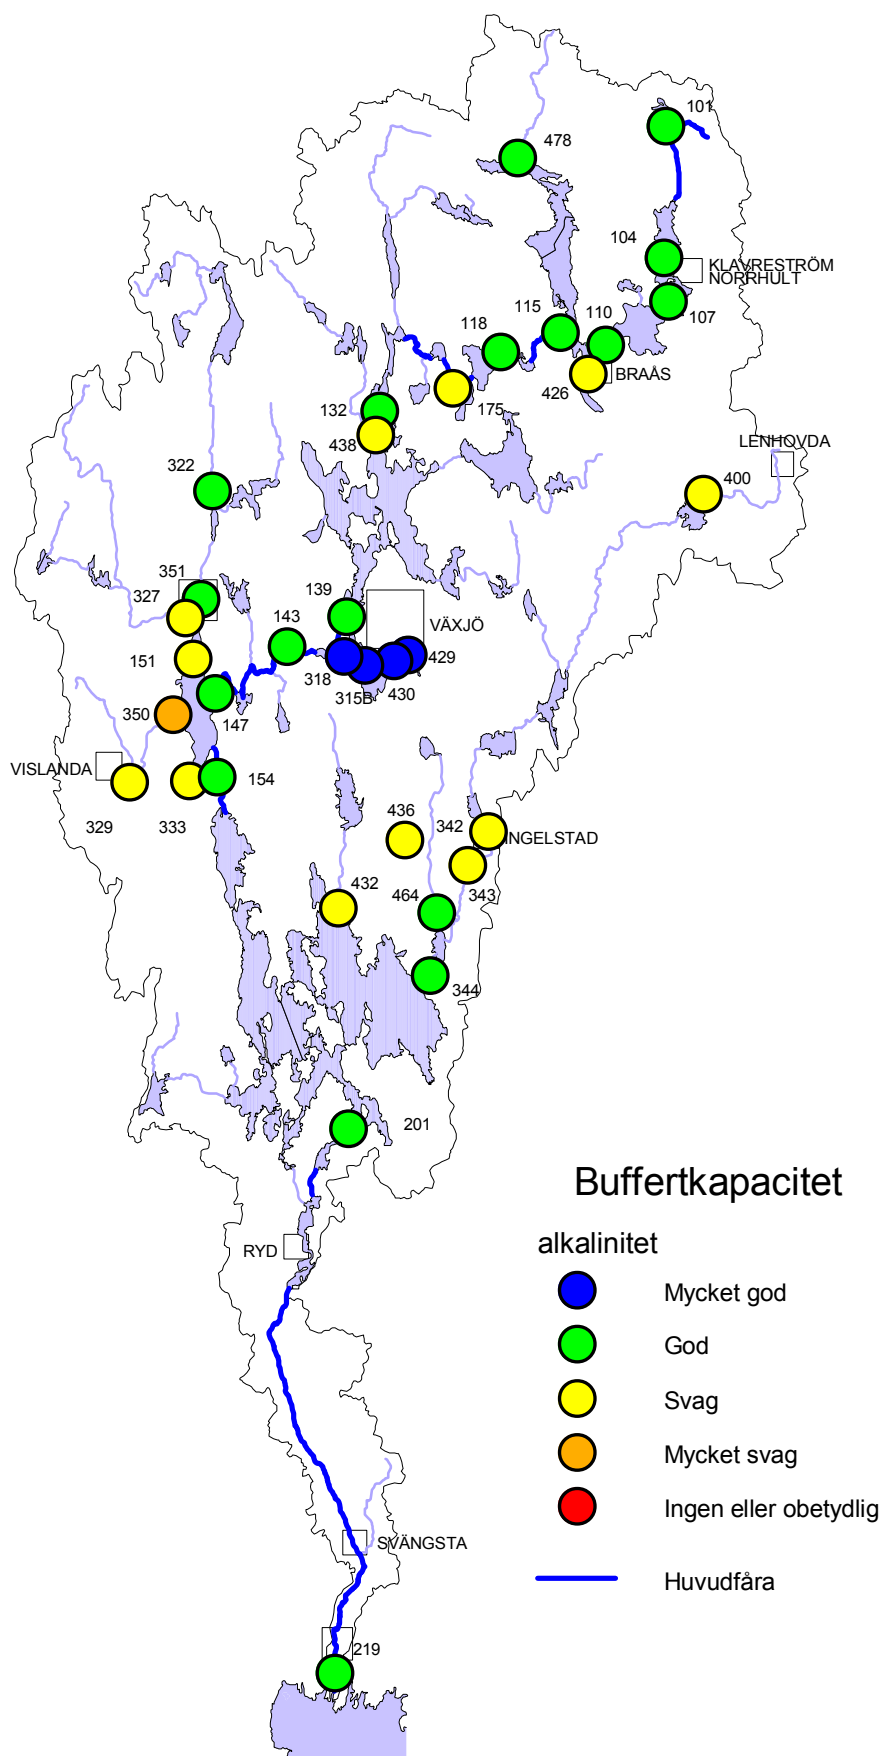 101
478
104
KLAVRESTRÖM
NORRHULT
107
115
110
118
BRAÅS
426
175
132
438
LENHOVDA
322
400
351
327
139
VÄXJÖ
143
151
318
429
315B
430
147
350
VISLANDA
154
329
333
436
342
INGELSTAD
343
432
464
344
201
Buffertkapacitet
alkalinitet
RYD
Mycket god
God
Svag
Mycket svag
Ingen eller obetydlig
SVÄNGSTA
Huvudfåra
219